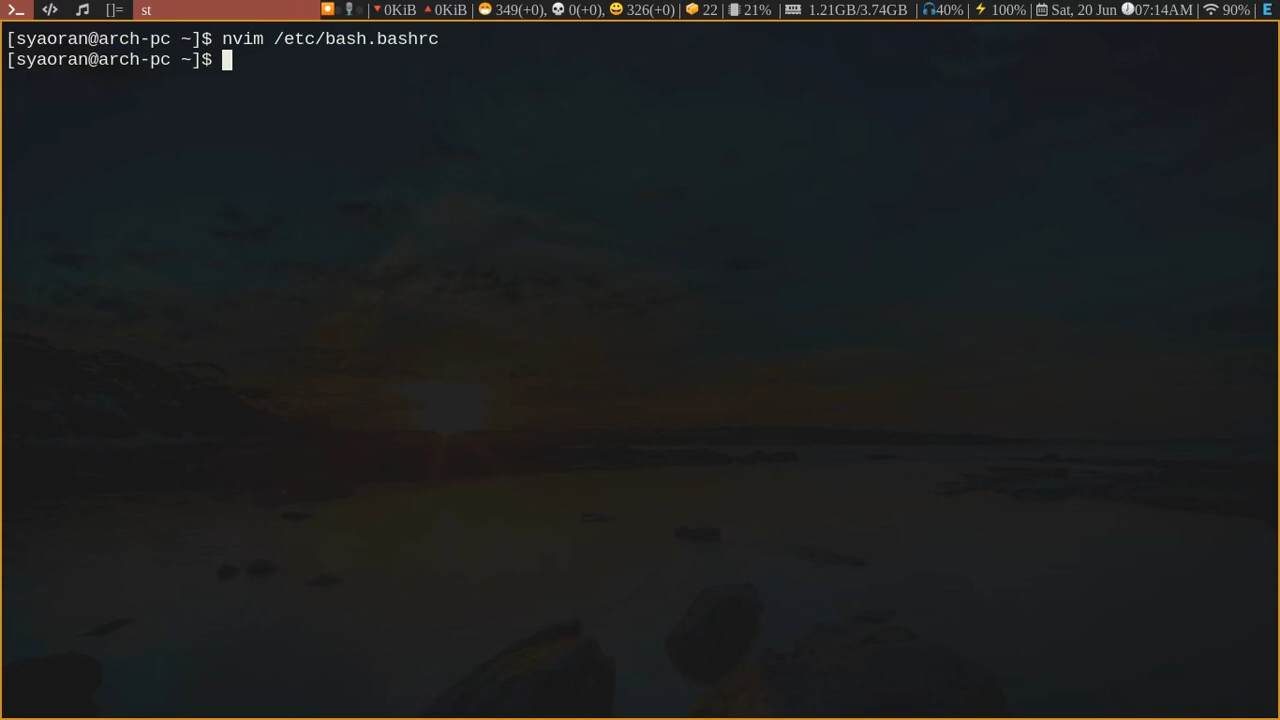 []= st 0KiB 0KiB | 349(+0), 0(+0), 326(+0) | 22 | 21% | 1.21GB/3.74GB | 40% | 100% | Sat, 20 Jun 07:14AM | 90% | E
[syaoran@arch-pc ~]$ nvim /etc/bash.bashrc
[syaoran@arch-pc ~]$